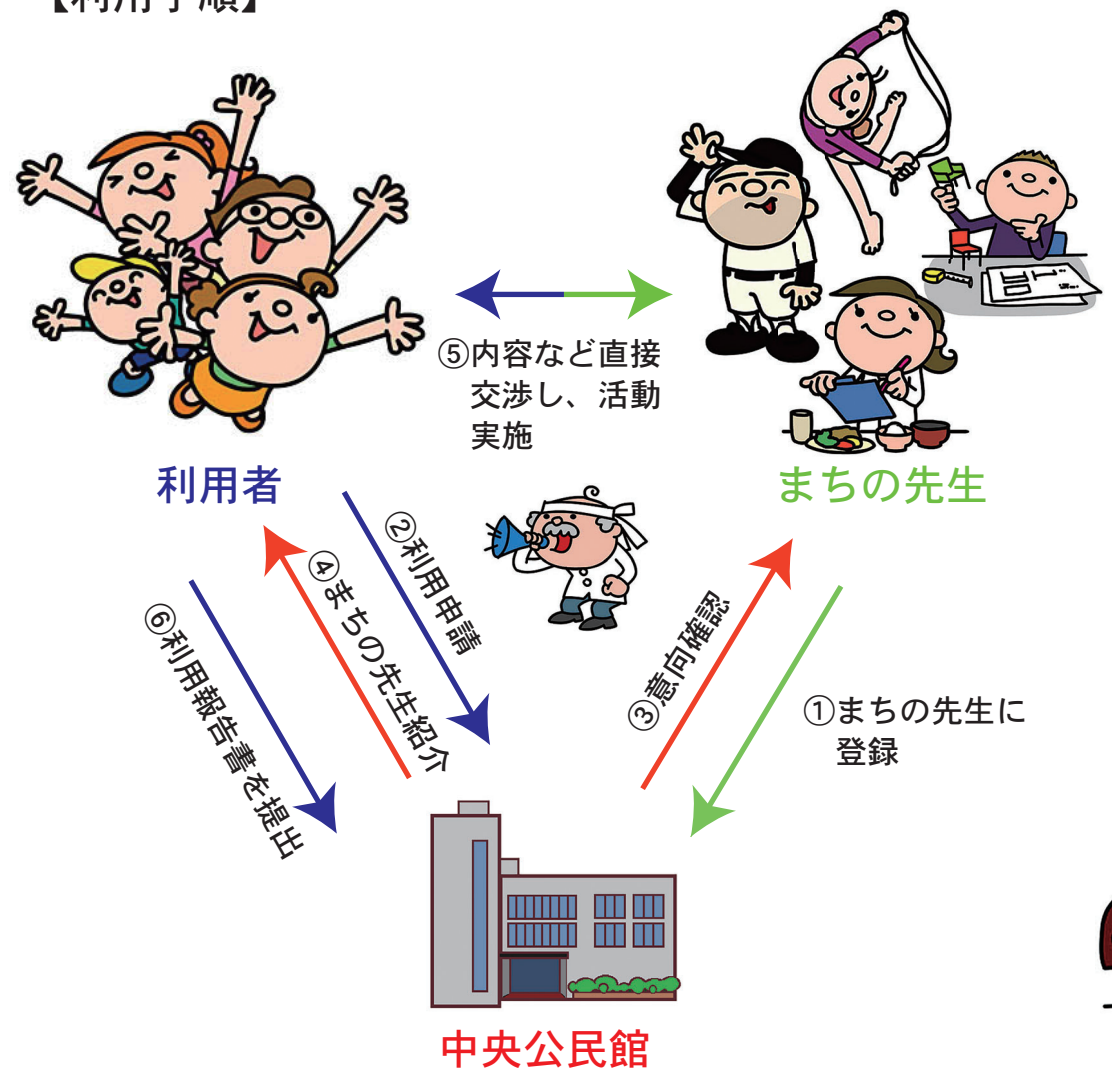 【利用手順】
⑤内容など直接
交渉し、活動
実施
利用者
まちの先生
②利用申請
④まちの先生紹介
⑥利用報告書を提出
③意向確認
①まちの先生に
登録
中央公民館